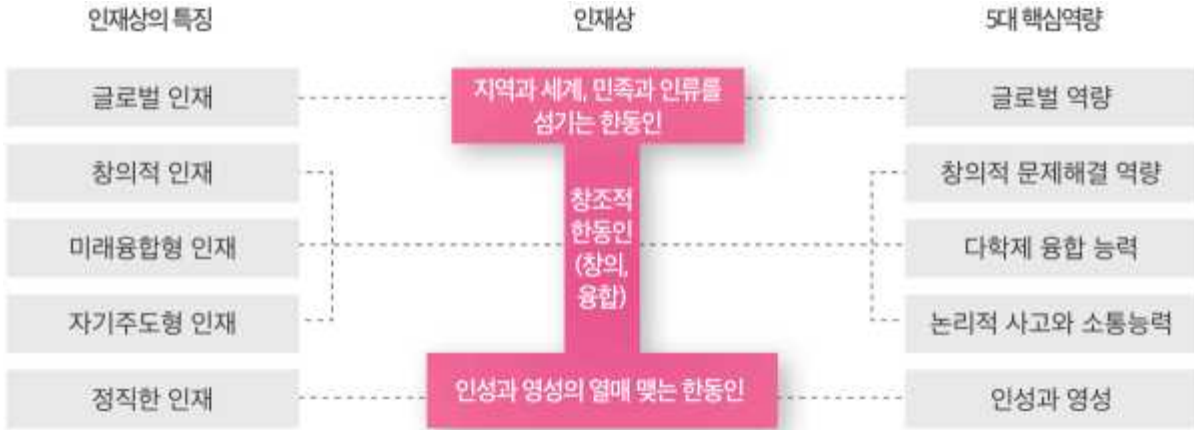 인재상의 특징
인재상
5대 핵심역량
글로벌 인재
지역과 세계, 민족과 인류를
섬기는 한동인
글로벌 역량
창의적 인재
창의적 문제해결 역량
미래융합형 인재
창조적
한동인
(창의,
융합)
다학제 융합 능력
자기주도형 인재
논리적 사고와 소통능력
정직한 인재
인성과 영성의 열매 맺는 한동인
인성과 영성